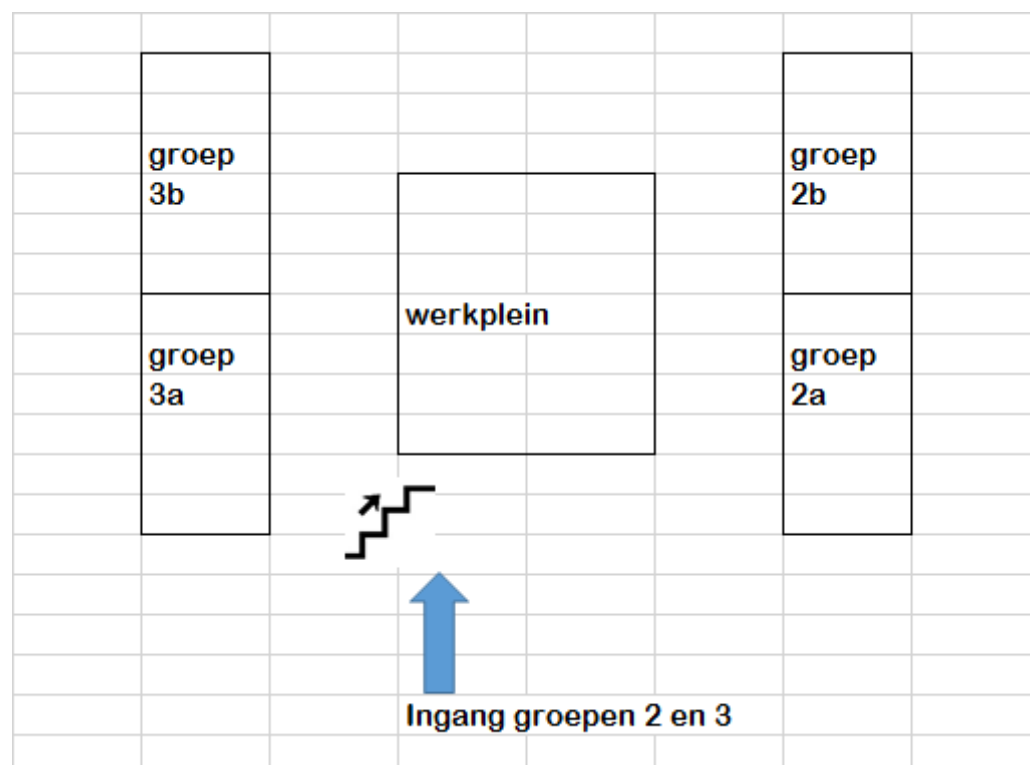 groep
3b
groep
2b
werkplein
groep
3a
groep
2a
Ingang groepen 2 en 3